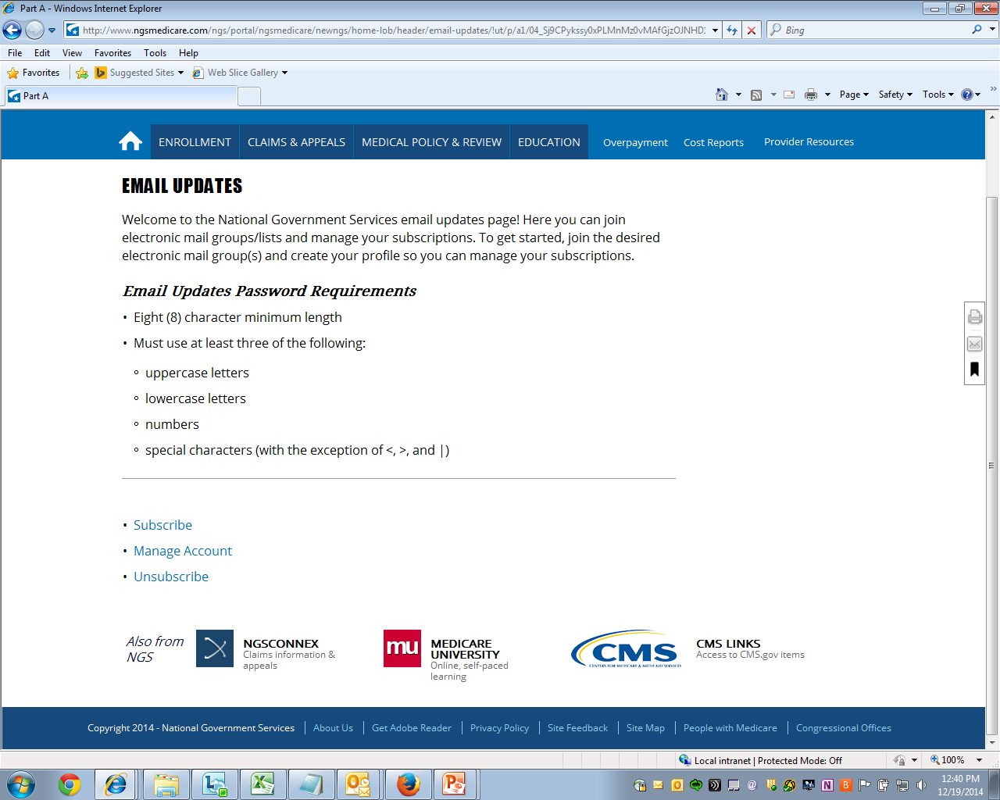 Part A - Windows Internet Explorer
http://www.ngsmedicare.com/ngs/portal/ngsmedicare/newngs/home-lob/header/email-updates/!ut/p/a1/04_Sj9CPykssy0xPLMnMz0vMAfGjzOJNHD
Bing
File Edit View Favorites Tools Help
Favorites Suggested Sites Web Slice Gallery
Part A
Page Safety Tools
ENROLLMENT CLAIMS & APPEALS MEDICAL POLICY & REVIEW EDUCATION Overpayment Cost Reports Provider Resources
EMAIL UPDATES
Welcome to the National Government Services email updates page! Here you can join
electronic mail groups/lists and manage your subscriptions. To get started, join the desired
electronic mail group(s) and create your profile so you can manage your subscriptions.
Email Updates Password Requirements
• Eight (8) character minimum length
• Must use at least three of the following:
uppercase letters
lowercase letters
numbers
special characters (with the exception of <, >, and |)
• Subscribe
• Manage Account
• Unsubscribe
Also from
NGS
NGSCONNEX
Claims information &
appeals
mu
MEDICARE
UNIVERSITY
Online, self-paced
learning
CMS
CENTERS FOR MEDICARE & MEDICAID SERVICES
CMS LINKS
Access to CMS.gov items
Copyright 2014 - National Government Services About Us Get Adobe Reader Privacy Policy Site Feedback Site Map People with Medicare Congressional Offices
Local intranet | Protected Mode: Off
100%
12:40 PM
12/19/2014